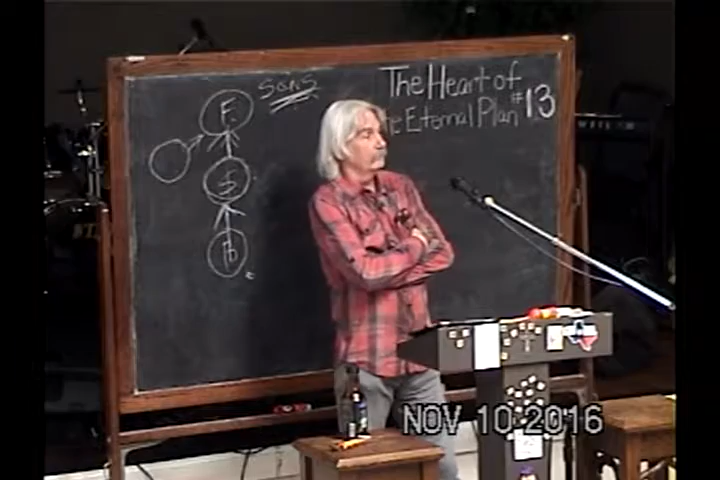 The Heart of
the Eternal Plan #13
sons
F
S
NOV 10 2016